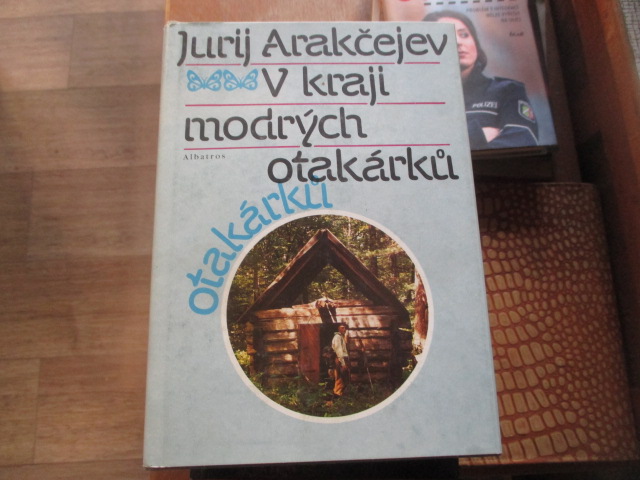 Jurij Arakčejev
V kraji
modrých
Albatros
otakárků
otakárků
POLIZEI